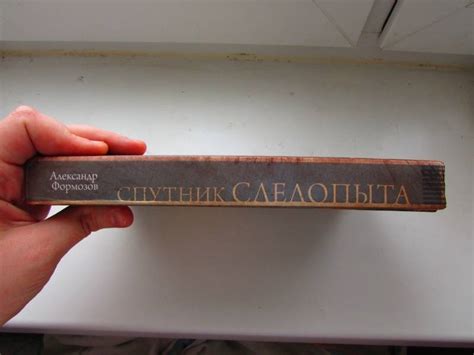 Александр
Формозов
СПУТНИК СЛЕДОПЫТА